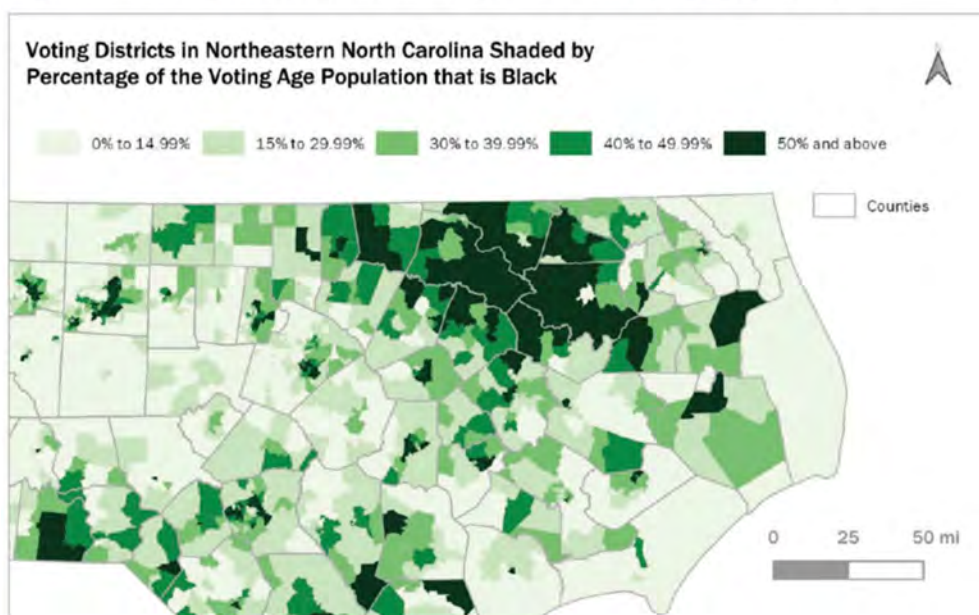 Voting Districts in Northeastern North Carolina Shaded by
Percentage of the Voting Age Population that is Black
0% to 14.99%
15% to 29.99%
30% to 39.99%
40% to 49.99%
50% and above
Counties
0 25 50 mi